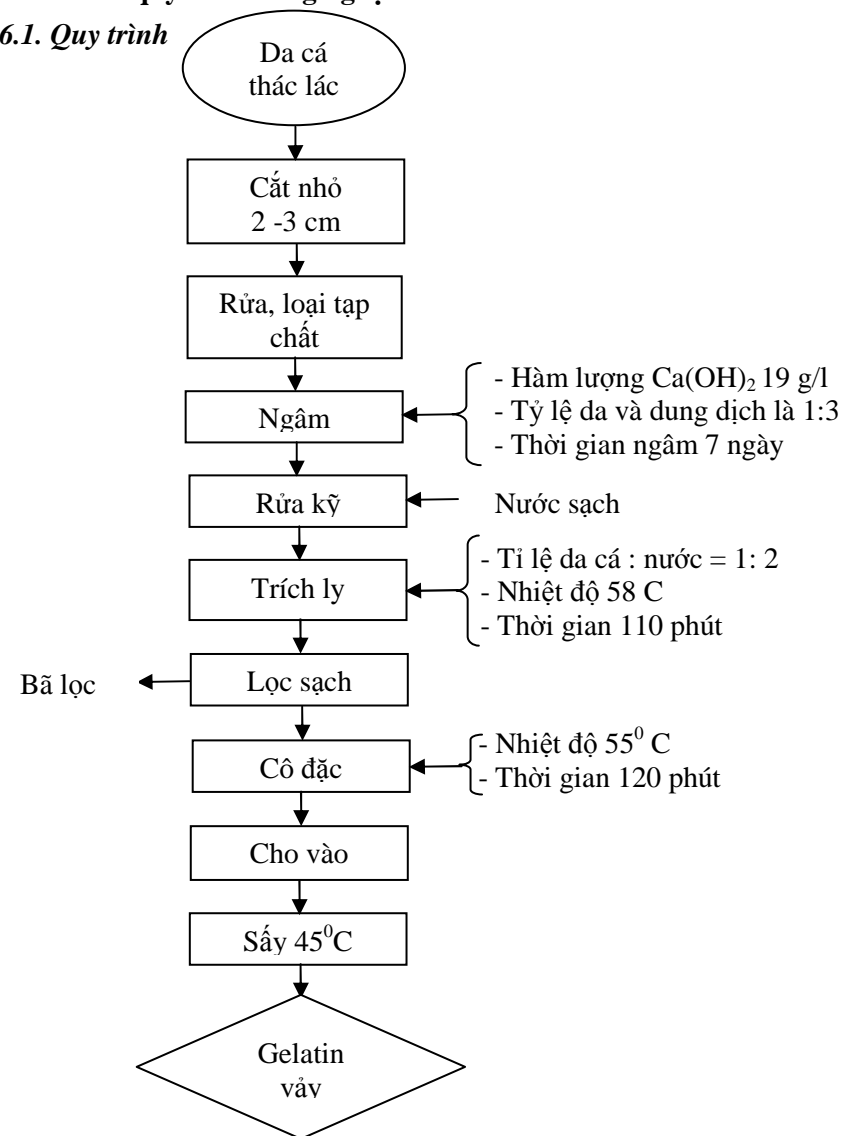 6.1. Quy trình
Da cá
thác lác
Cắt nhỏ
2 -3 cm
Rửa, loại tạp
chất
- Hàm lượng Ca(OH)₂ 19 g/l
- Tỷ lệ da và dung dịch là 1:3
- Thời gian ngâm 7 ngày
Ngâm
Rửa kỹ
Nước sạch
- Tỉ lệ da cá : nước = 1: 2
- Nhiệt độ 58 C
- Thời gian 110 phút
Trích ly
Bã lọc
Lọc sạch
- Nhiệt độ 55⁰ C
- Thời gian 120 phút
Cô đặc
Cho vào
Sấy 45⁰C
Gelatin
vảy